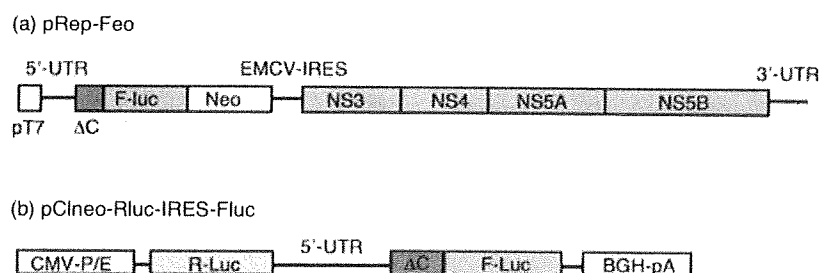 (a) pRep-Feo
5'-UTR EMCV-IRES 3'-UTR
F-luc Neo NS3 NS4 NS5A NS5B
pT7 ΔC
(b) pCIneo-Rluc-IRES-Fluc
5'-UTR
CMV-P/E R-Luc ΔC F-Luc BGH-pA